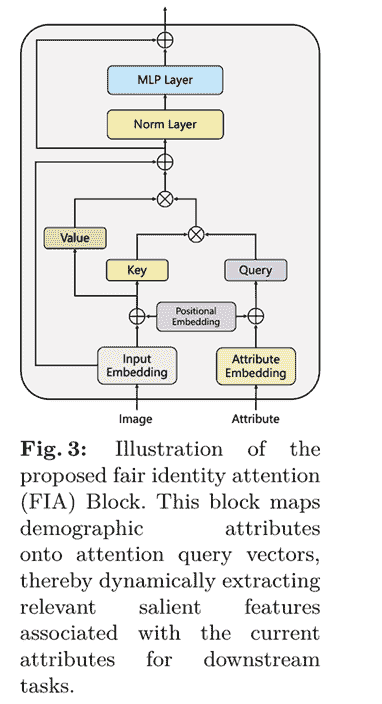 MLP Layer
Norm Layer
Value
Key
Query
Positional
Embedding
Input
Embedding
Attribute
Embedding
Image
Attribute
Fig. 3: Illustration of the
proposed fair identity attention
(FIA) Block. This block maps
demographic attributes
onto attention query vectors,
thereby dynamically extracting
relevant salient features
associated with the current
attributes for downstream
tasks.